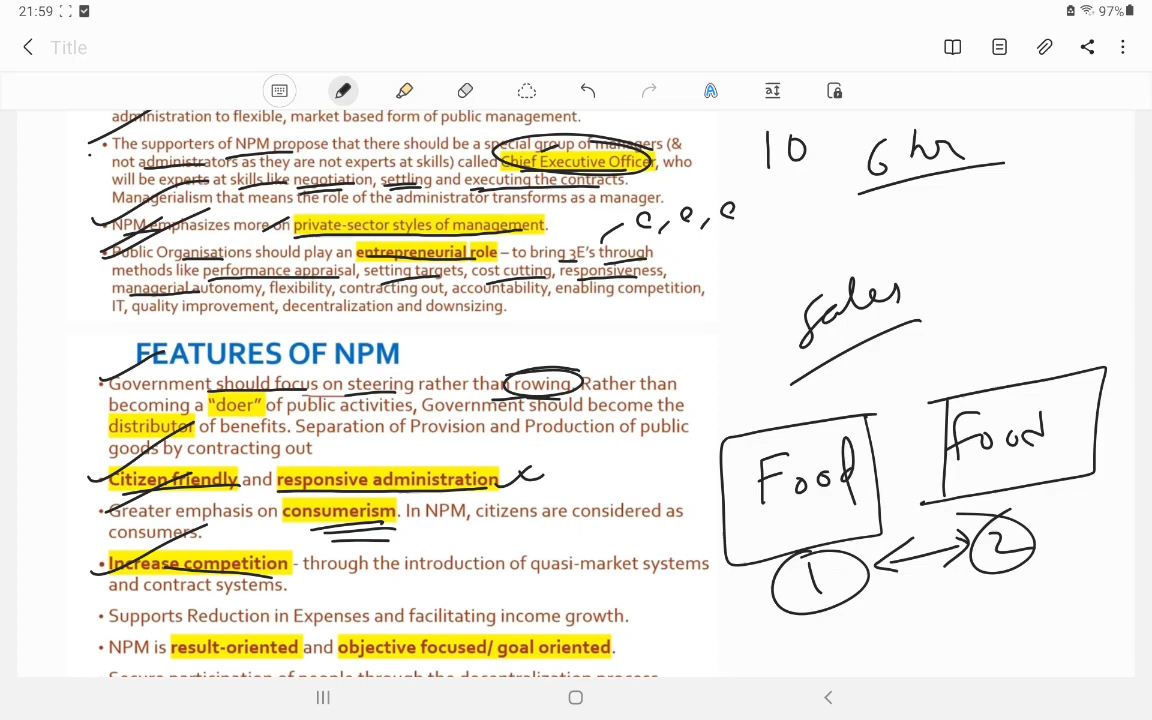 21:59
97%
Title
administration to flexible, market based form of public management.
• The supporters of NPM propose that there should be a special group of managers (&
not administrators as they are not experts at skills) called Chief Executive Officer, who
will be experts at skills like negotiation, settling and executing the contracts.
Managerialism that means the role of the administrator transforms as a manager.
• NPM emphasizes more on private-sector styles of management.
• Public Organisations should play an entrepreneurial role – to bring 3E's through
methods like performance appraisal, setting targets, cost cutting, responsiveness,
managerial autonomy, flexibility, contracting out, accountability, enabling competition,
IT, quality improvement, decentralization and downsizing.
FEATURES OF NPM
• Government should focus on steering rather than rowing. Rather than
becoming a “doer” of public activities, Government should become the
distributor of benefits. Separation of Provision and Production of public
goods by contracting out
• Citizen friendly and responsive administration
• Greater emphasis on consumerism. In NPM, citizens are considered as
consumers.
• Increase competition - through the introduction of quasi-market systems
and contract systems.
• Supports Reduction in Expenses and facilitating income growth.
• NPM is result-oriented and objective focused/ goal oriented.
Secure participation of people through the decentralization process
10 6 hr
e, e, e
sales
Food
Food
1
2